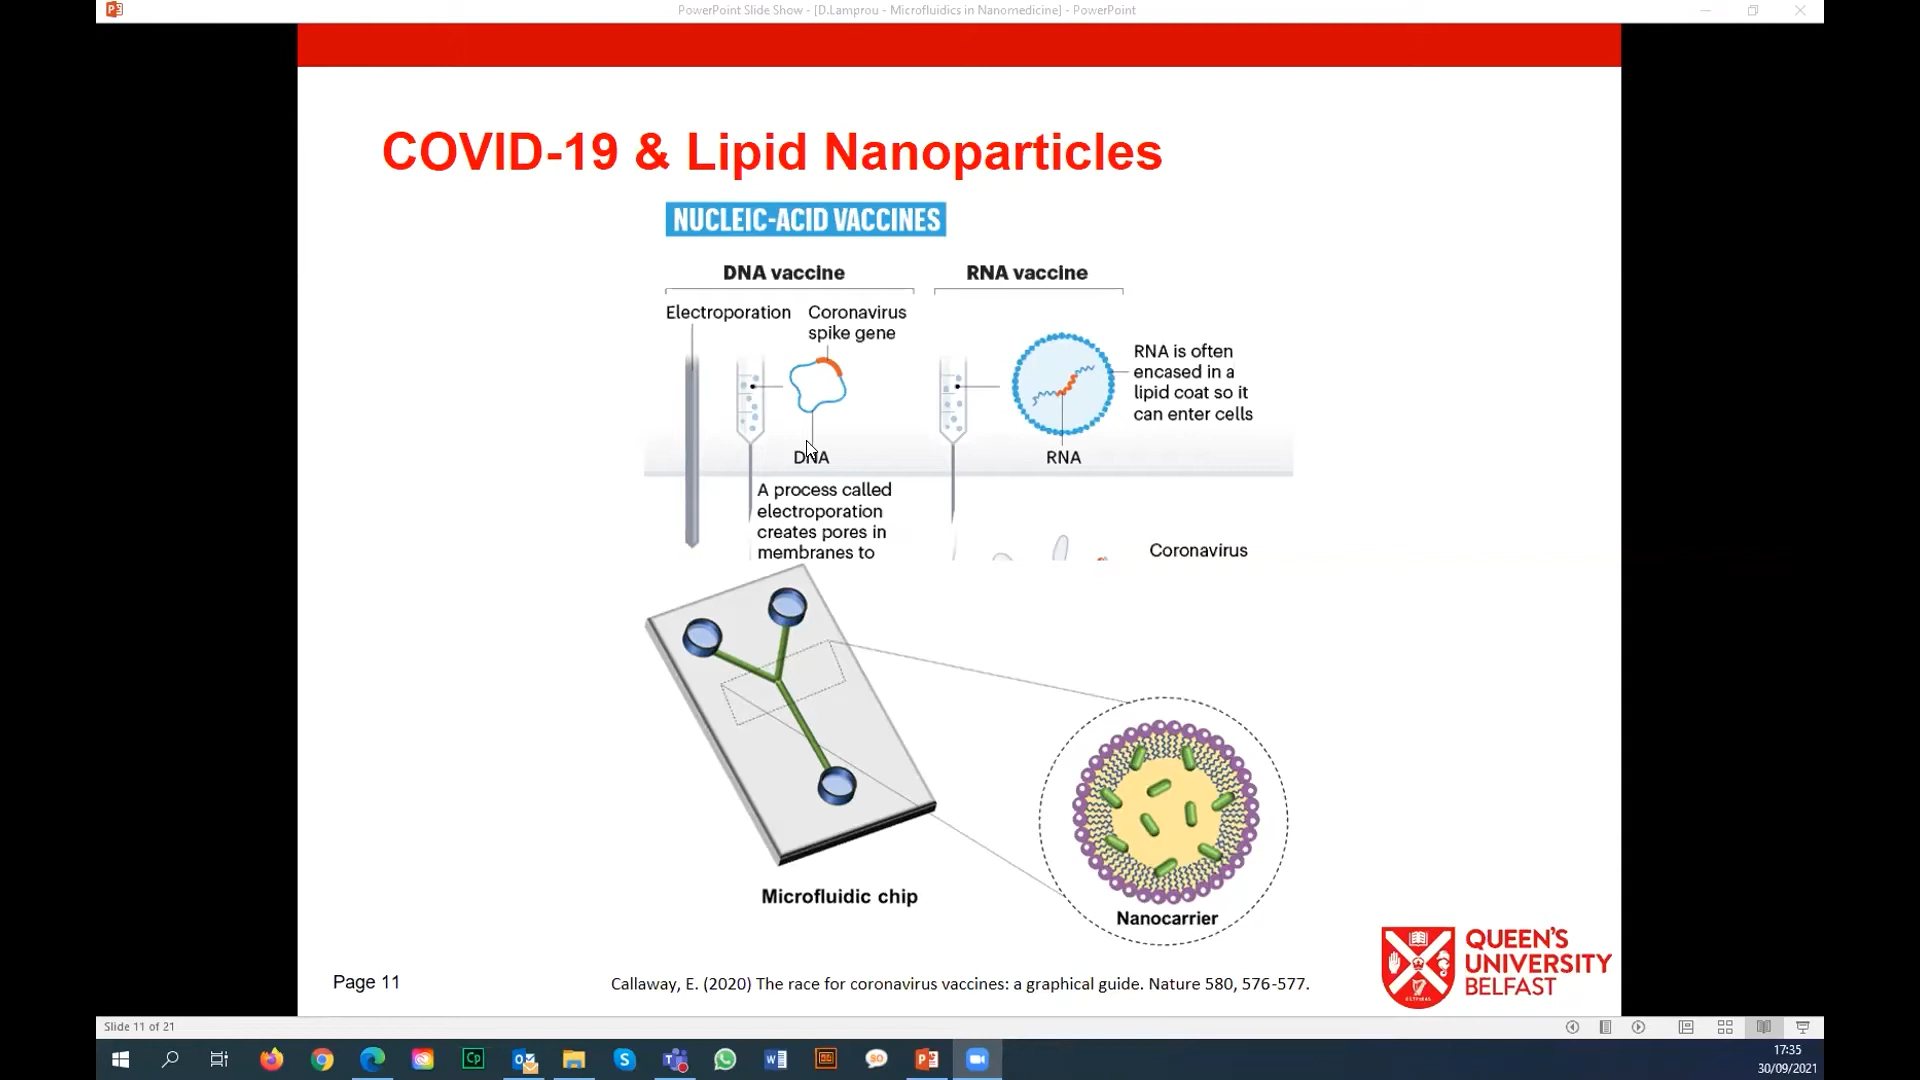 PowerPoint Slide Show - [D.Lamprou - Microfluidics in Nanomedicine] - PowerPoint
COVID-19 & Lipid Nanoparticles
NUCLEIC-ACID VACCINES
DNA vaccine
RNA vaccine
Electroporation
Coronavirus
spike gene
RNA is often
encased in a
lipid coat so it
can enter cells
DNA
RNA
A process called
electroporation
creates pores in
membranes to
Coronavirus
Microfluidic chip
Nanocarrier
QUEEN'S
UNIVERSITY
BELFAST
Page 11
Callaway, E. (2020) The race for coronavirus vaccines: a graphical guide. Nature 580, 576-577.
Slide 11 of 21
Cp
17:35
30/09/2021